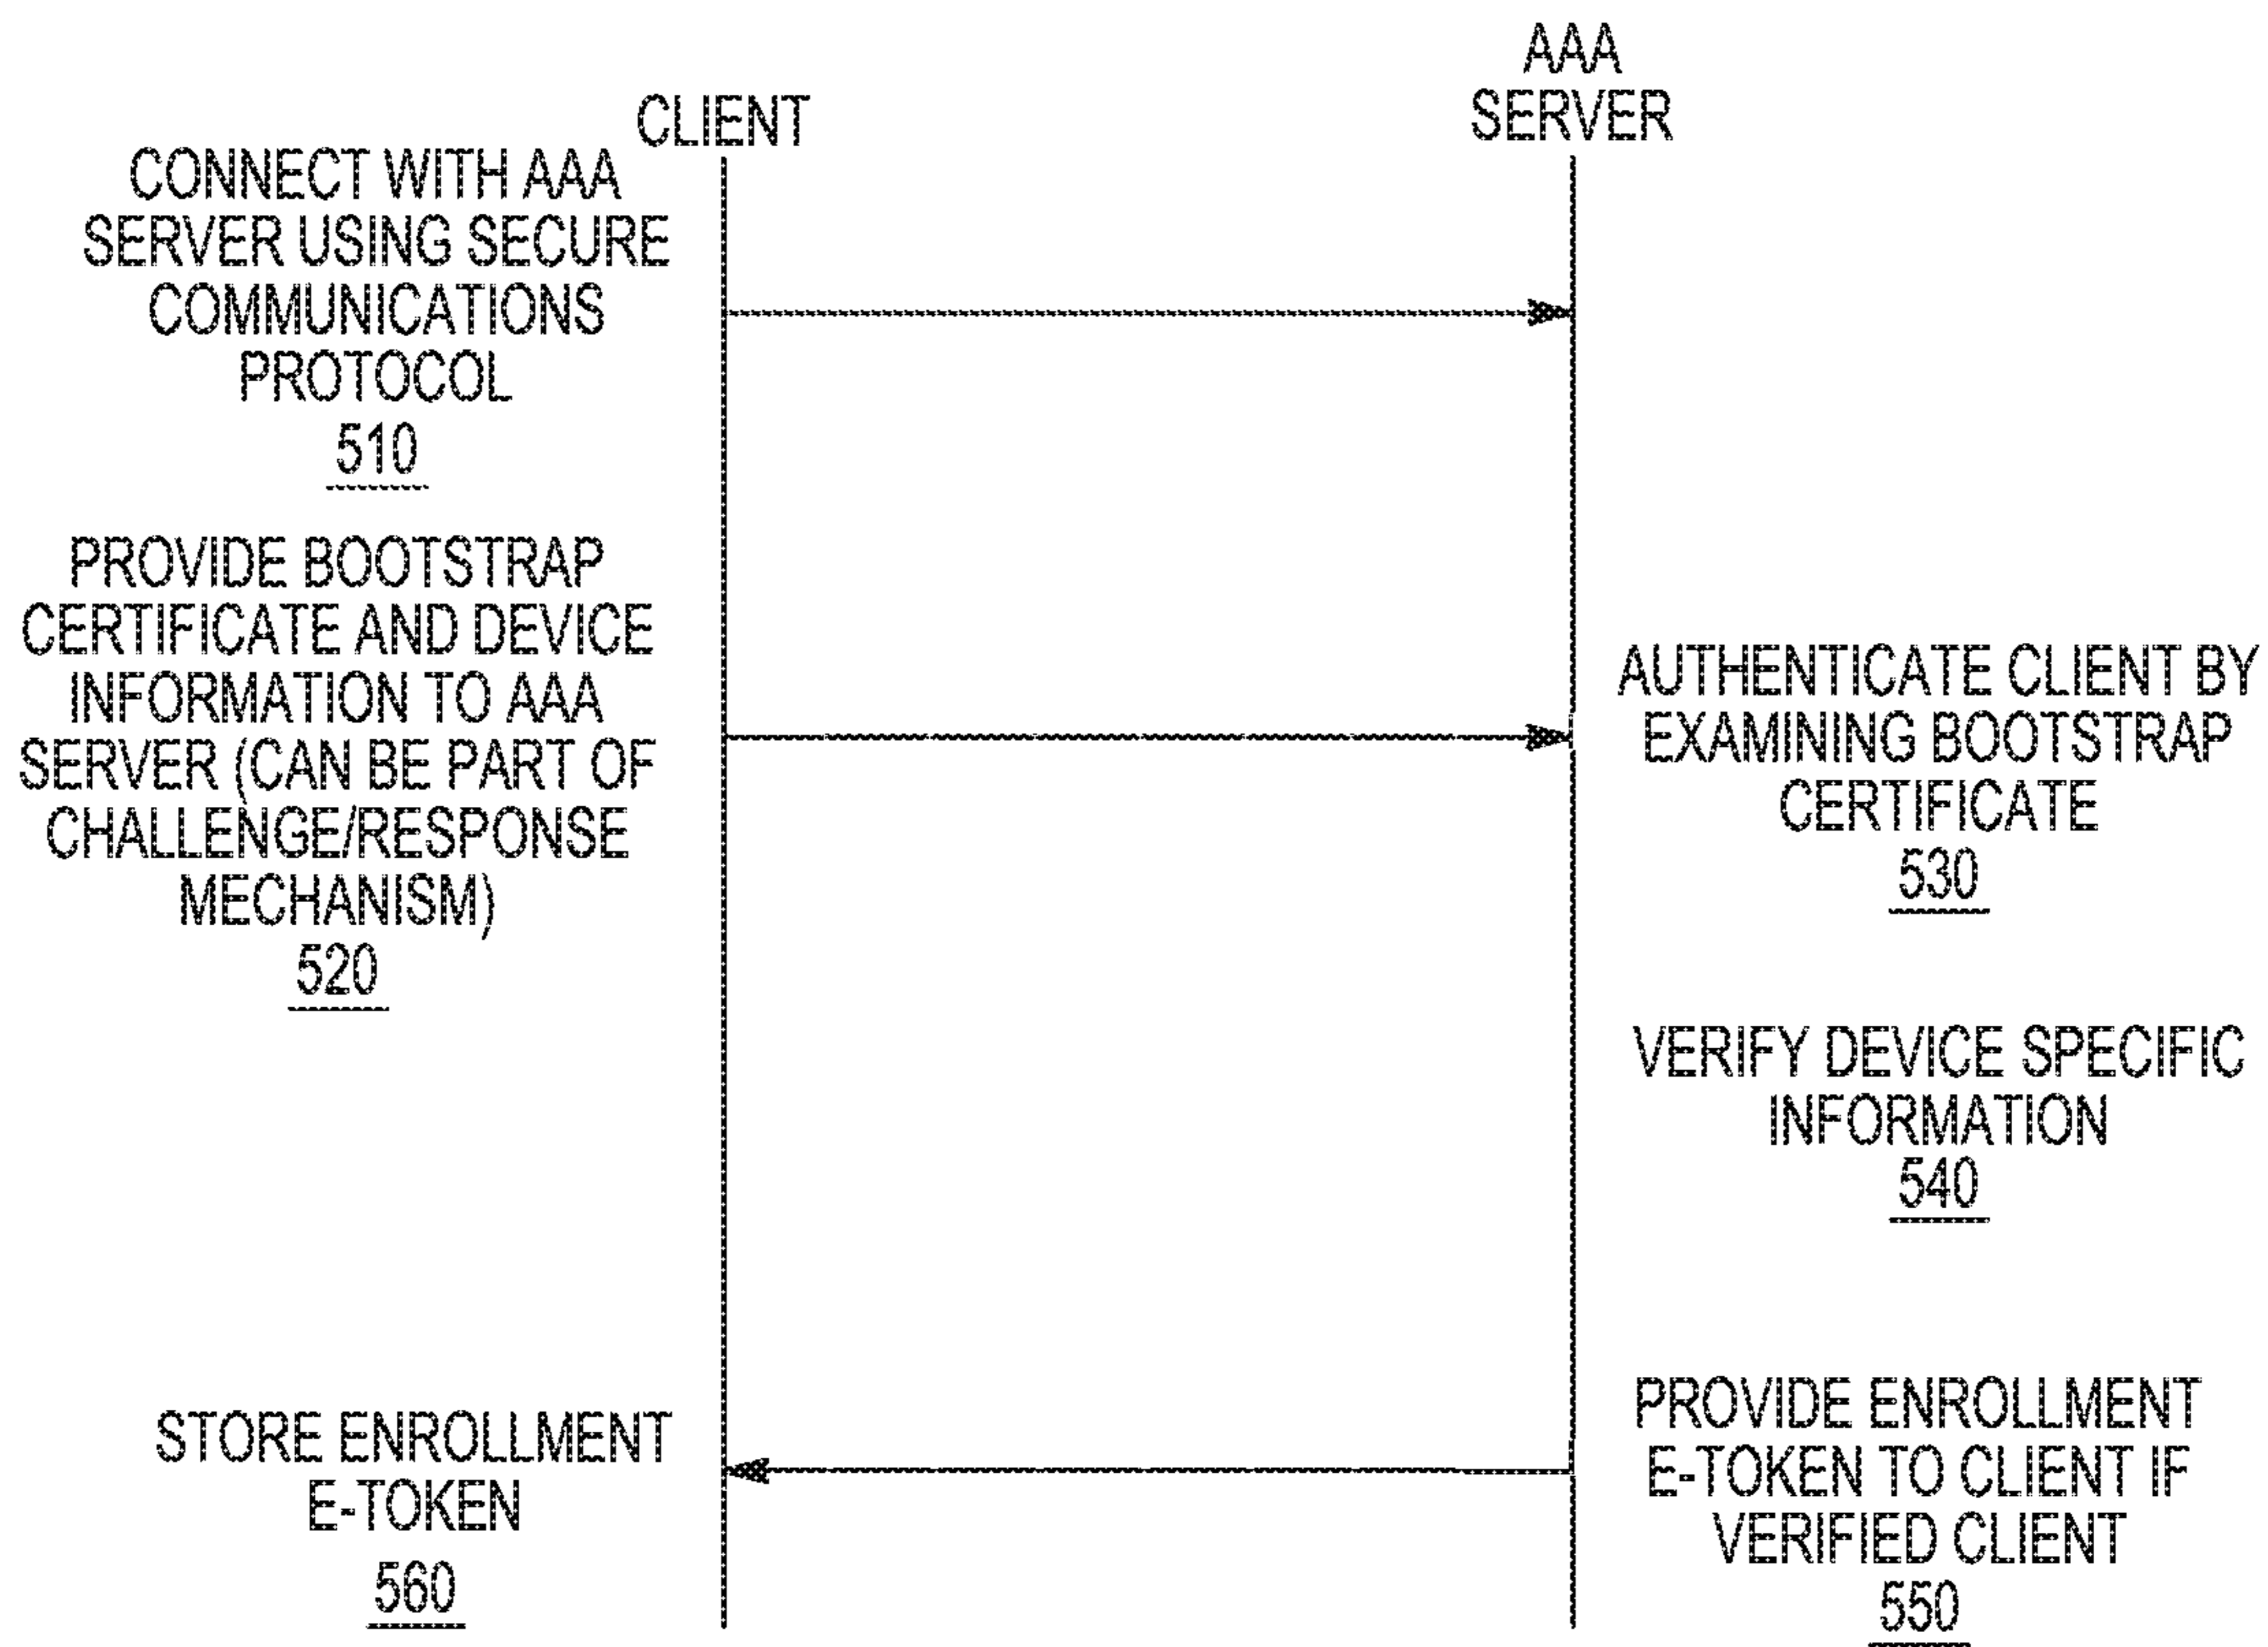 AAA
SERVER
CLIENT
CONNECT WITH AAA
SERVER USING SECURE
COMMUNICATIONS
PROTOCOL
510
PROVIDE BOOTSTRAP
CERTIFICATE AND DEVICE
INFORMATION TO AAA
SERVER (CAN BE PART OF
CHALLENGE/RESPONSE
MECHANISM)
520
AUTHENTICATE CLIENT BY
EXAMINING BOOTSTRAP
CERTIFICATE
530
VERIFY DEVICE SPECIFIC
INFORMATION
540
PROVIDE ENROLLMENT
E-TOKEN TO CLIENT IF
VERIFIED CLIENT
550
STORE ENROLLMENT
E-TOKEN
560